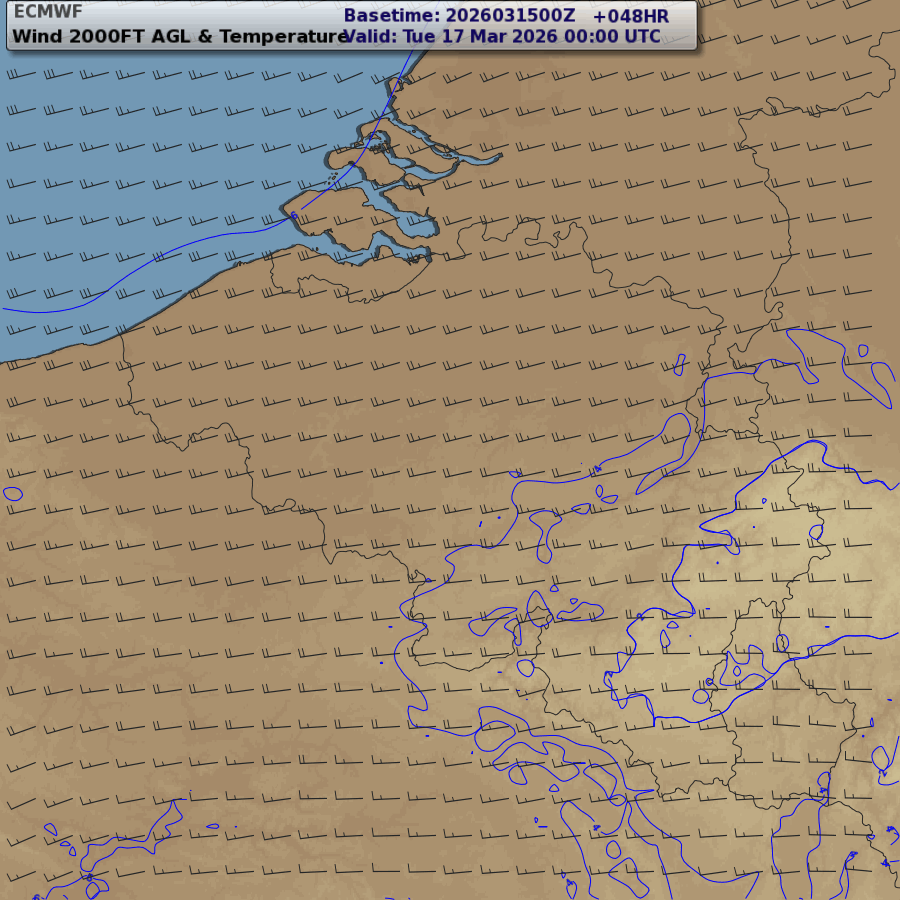 ECMWF
Basetime: 2026031500Z +048HR
Wind 2000FT AGL & Temperature
Valid: Tue 17 Mar 2026 00:00 UTC